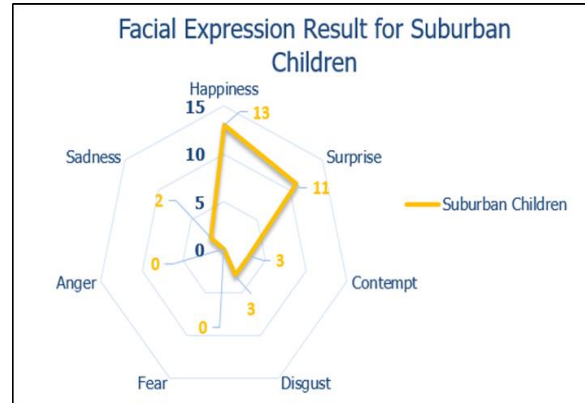 Facial Expression Result for Suburban
Children
Happiness
15
13
Sadness
Surprise
10
11
2
5
Suburban Children
0
0
3
Anger
Contempt
3
0
Fear
Disgust